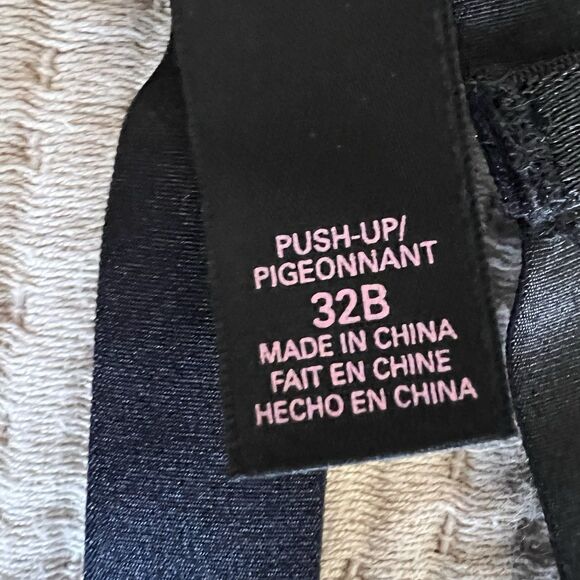 PUSH-UP/
PIGEONNANT
32B
MADE IN CHINA
FAIT EN CHINE
HECHO EN CHINA